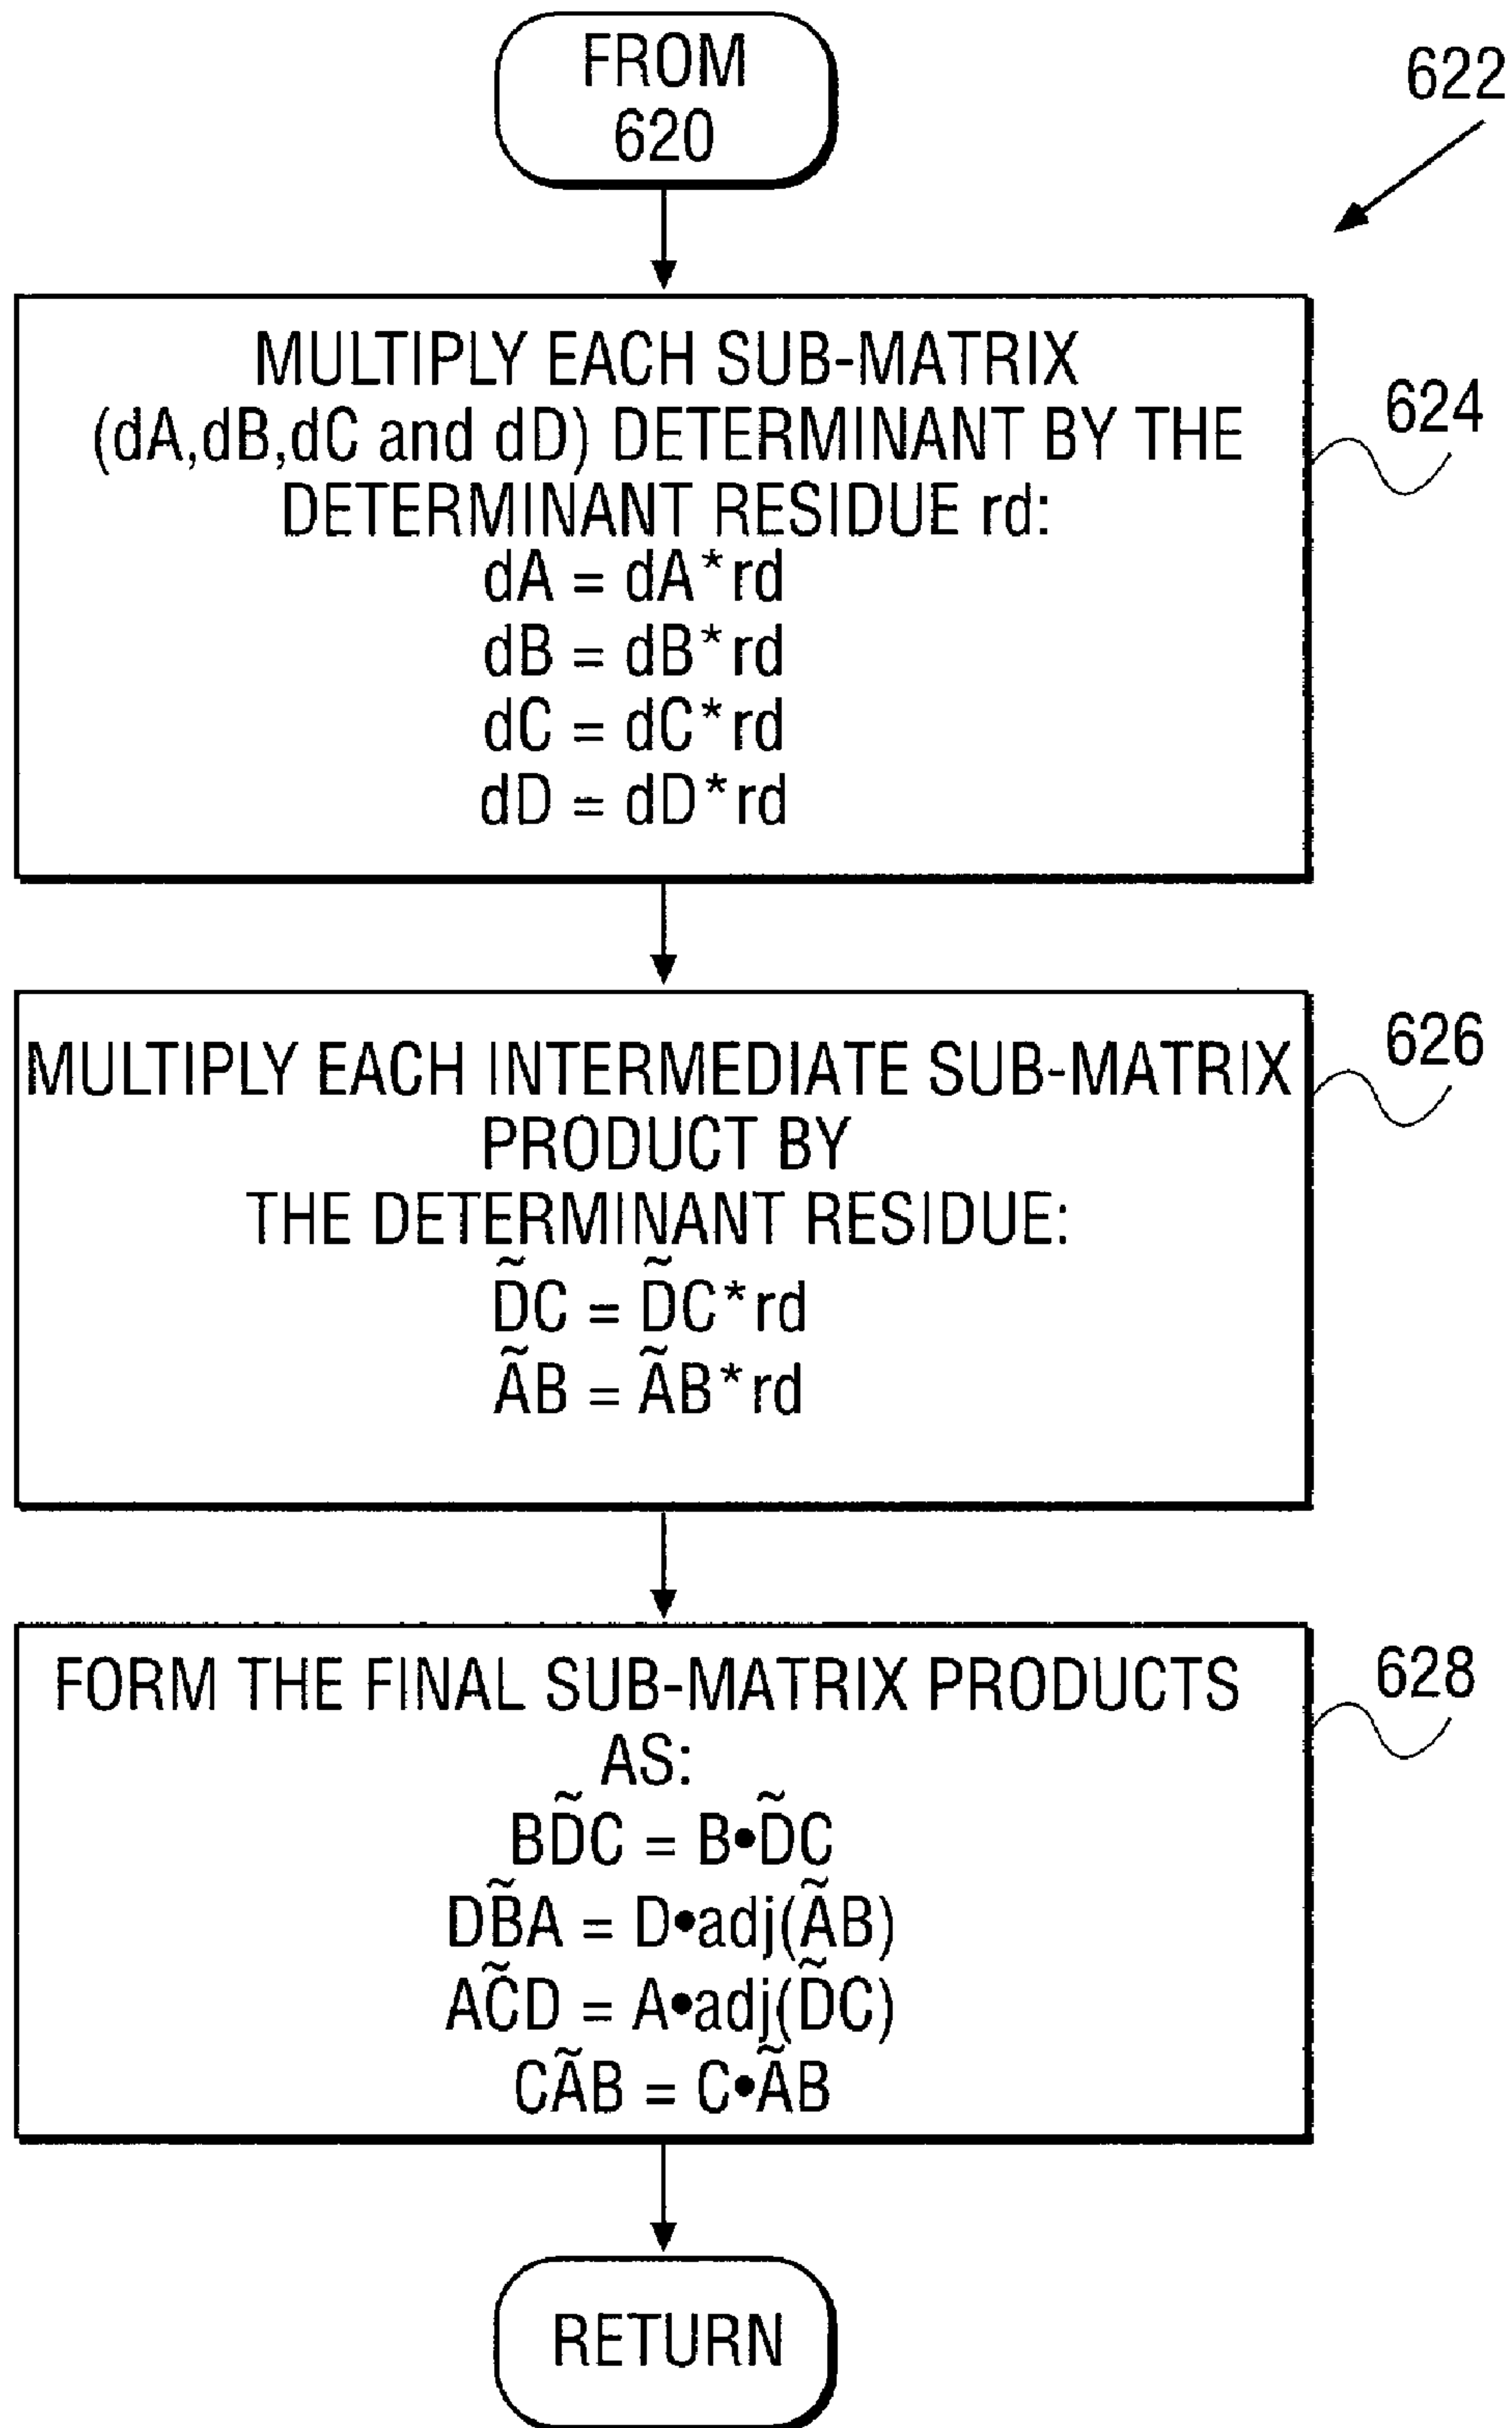 FROM
620
622
MULTIPLY EACH SUB-MATRIX
(dA,dB,dC and dD) DETERMINANT BY THE
DETERMINANT RESIDUE rd:
dA = dA*rd
dB = dB*rd
dC = dC*rd
dD = dD*rd
624
MULTIPLY EACH INTERMEDIATE SUB-MATRIX
PRODUCT BY
THE DETERMINANT RESIDUE:
D̃C = D̃C*rd
ÃB = ÃB*rd
626
FORM THE FINAL SUB-MATRIX PRODUCTS
AS:
BD̃C = B•D̃C
DB̃A = D•adj(ÃB)
AC̃D = A•adj(D̃C)
CÃB = C•ÃB
628
RETURN